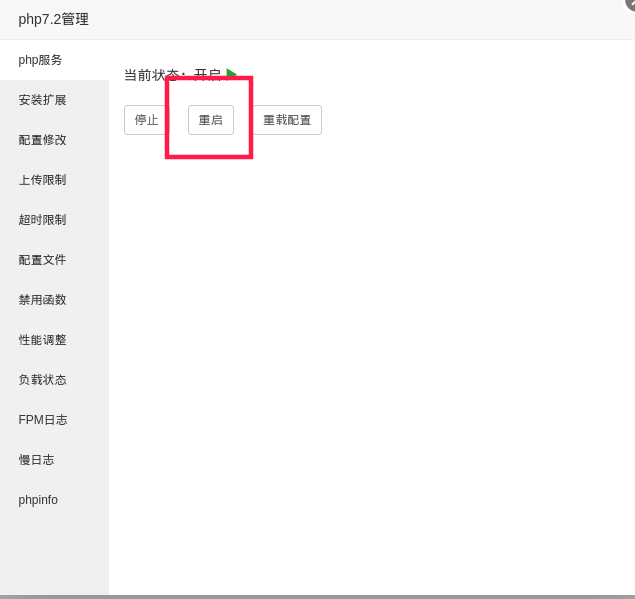 php7.2管理
php服务
安装扩展
配置修改
上传限制
超时限制
配置文件
禁用函数
性能调整
负载状态
FPM日志
慢日志
phpinfo
当前状态：开启
停止 重启 重载配置